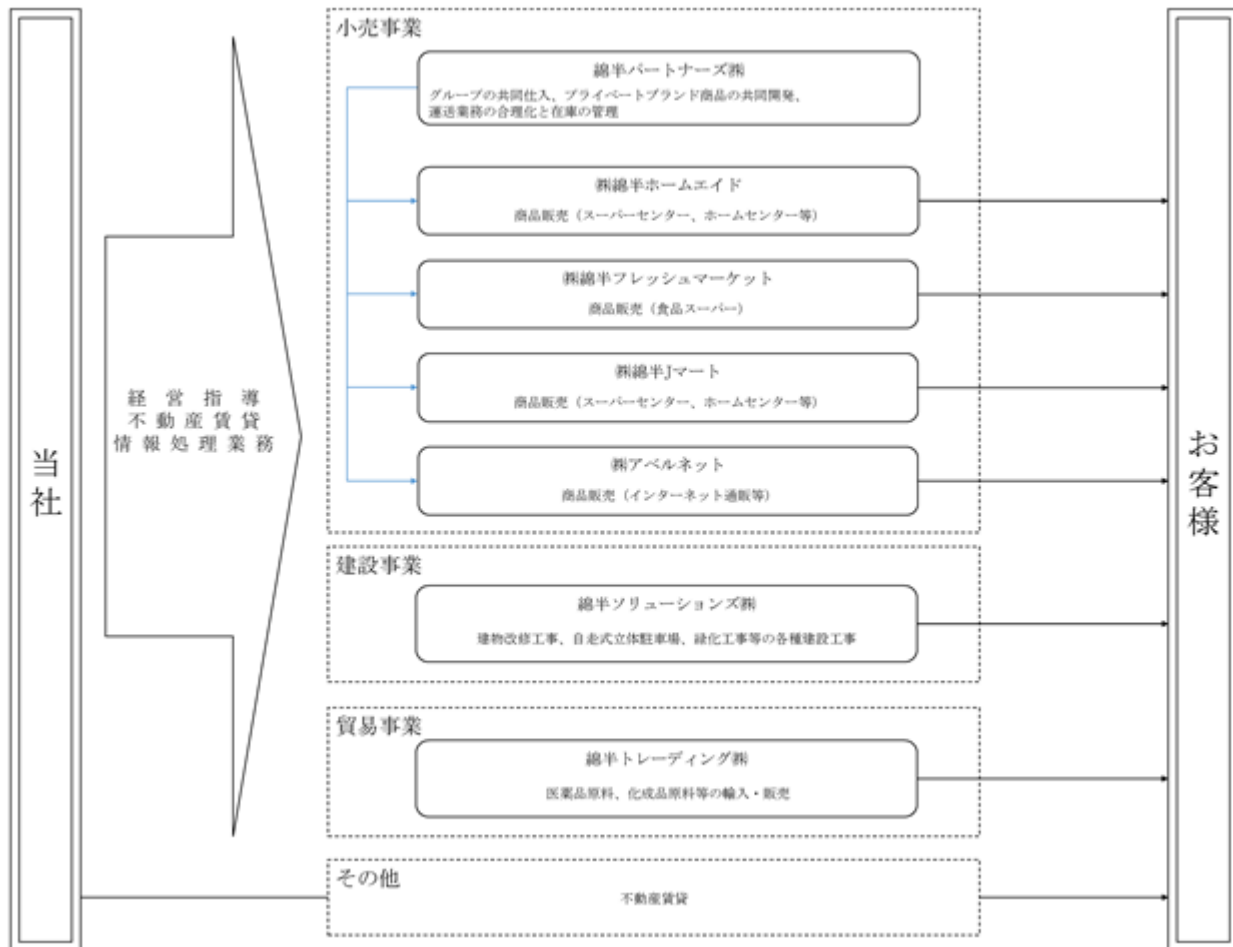 当社
経営指導
不動産賃貸
情報処理業務
小売事業
綿半パートナーズ㈱
グループの共同仕入、プライベートブランド商品の共同開発、
運送業務の合理化と在庫の管理
㈱綿半ホームエイド
商品販売（スーパーセンター、ホームセンター等）
㈱綿半フレッシュマーケット
商品販売（食品スーパー）
㈱綿半Jマート
商品販売（スーパーセンター、ホームセンター等）
㈱アベルネット
商品販売（インターネット通販等）
建設事業
綿半ソリューションズ㈱
建物改修工事、自走式立体駐車場、緑化工事等の各種建設工事
貿易事業
綿半トレーディング㈱
医薬品原料、化成品原料等の輸入・販売
その他
不動産賃貸
お客様